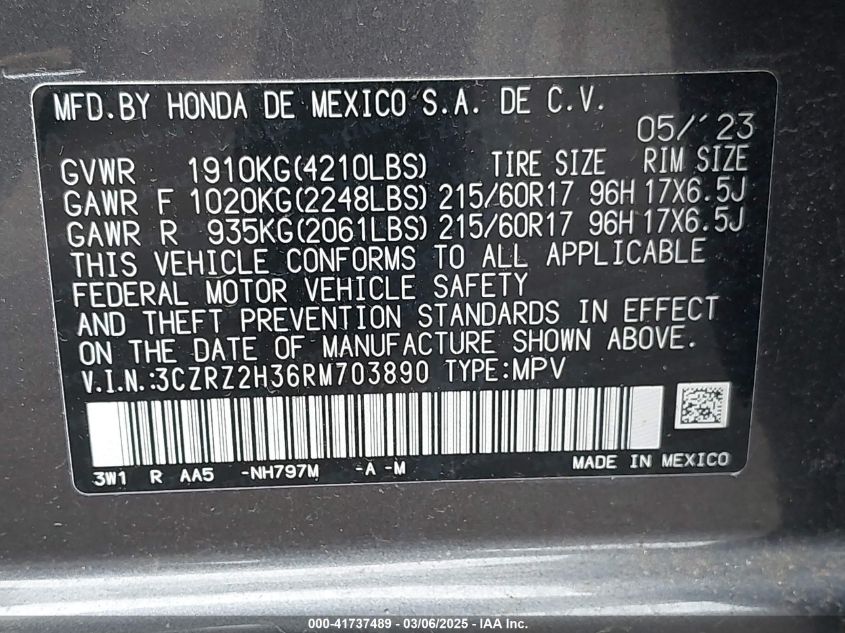 MFD.BY HONDA DE MEXICO S.A. DE C.V.
05/'23
GVWR 1910KG(4210LBS) TIRE SIZE RIM SIZE
GAWR F 1020KG(2248LBS) 215/60R17 96H 17X6.5J
GAWR R 935KG(2061LBS) 215/60R17 96H 17X6.5J
THIS VEHICLE CONFORMS TO ALL APPLICABLE
FEDERAL MOTOR VEHICLE SAFETY
AND THEFT PREVENTION STANDARDS IN EFFECT
ON THE DATE OF MANUFACTURE SHOWN ABOVE.
V.I.N.:3CZRZ2H36RM703890 TYPE:MPV
3W1 R AA5 -NH797M -A -M MADE IN MEXICO
000-41737489 - 03/06/2025 - IAA Inc.